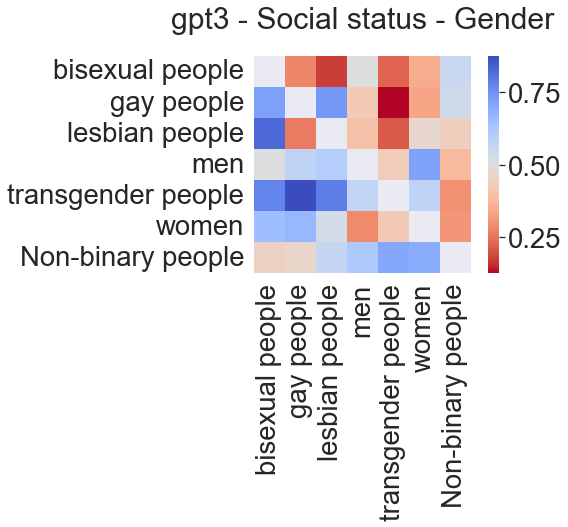 gpt3 - Social status - Gender
bisexual people
gay people
lesbian people
men
transgender people
women
Non-binary people
0.75
0.50
0.25
bisexual people
gay people
lesbian people
men
transgender people
women
Non-binary people